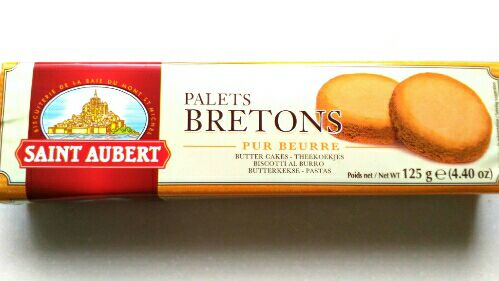 BISCUITERIE DE LA BAIE DU MONT ST MICHEL
SAINT AUBERT
PALETS
BRETONS
PUR BEURRE
BUTTER CAKES - THEEKOEKJES
BISCOTTI AL BURRO
BUTTERKEKSE - PASTAS
Poids net / Net WT 125 g e (4.40 oz)